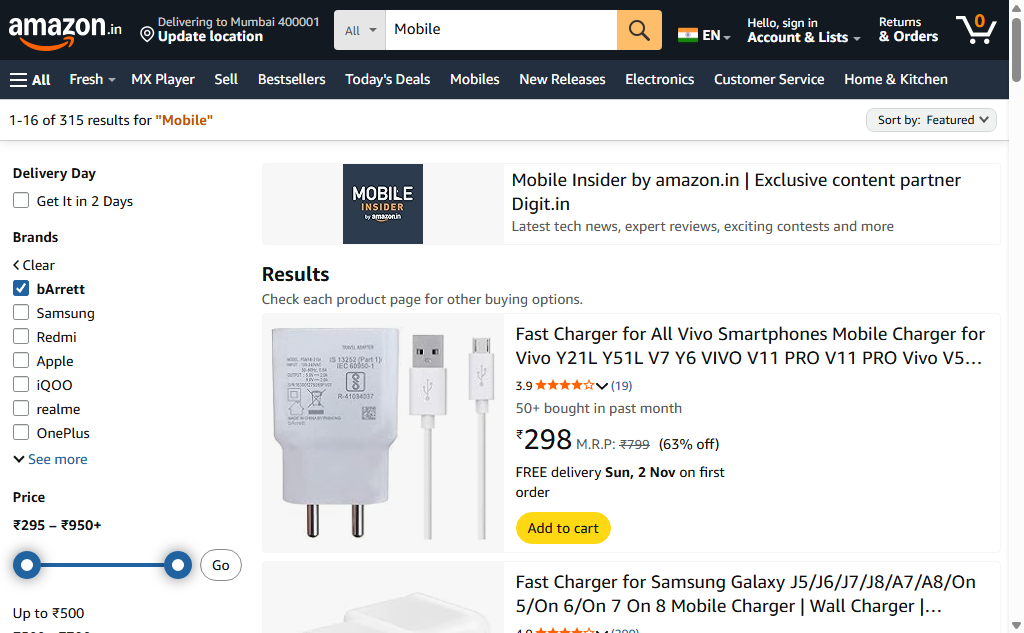 amazon.in
Delivering to Mumbai 400001
Update location
All
Mobile
EN
Hello, sign in
Account & Lists
Returns
& Orders
0
All
Fresh
MX Player
Sell
Bestsellers
Today's Deals
Mobiles
New Releases
Electronics
Customer Service
Home & Kitchen
1-16 of 315 results for "Mobile"
Sort by: Featured
Delivery Day
Get It in 2 Days
Brands
Clear
bArrett
Samsung
Redmi
Apple
iQOO
realme
OnePlus
See more
Price
₹295 – ₹950+
Go
Up to ₹500
MOBILE
INSIDER
by amazon.in
Mobile Insider by amazon.in | Exclusive content partner
Digit.in
Latest tech news, expert reviews, exciting contests and more
Results
Check each product page for other buying options.
TRAVEL ADAPTER
IS 13252 (Part 1)/
IEC 60950-1
R-41034037
Fast Charger for All Vivo Smartphones Mobile Charger for
Vivo Y21L Y51L V7 Y6 VIVO V11 PRO V11 PRO Vivo V5…
3.9
(19)
50+ bought in past month
₹298 M.R.P: ₹799 (63% off)
FREE delivery Sun, 2 Nov on first
order
Add to cart
Fast Charger for Samsung Galaxy J5/J6/J7/J8/A7/A8/On
5/On 6/On 7 On 8 Mobile Charger | Wall Charger |…